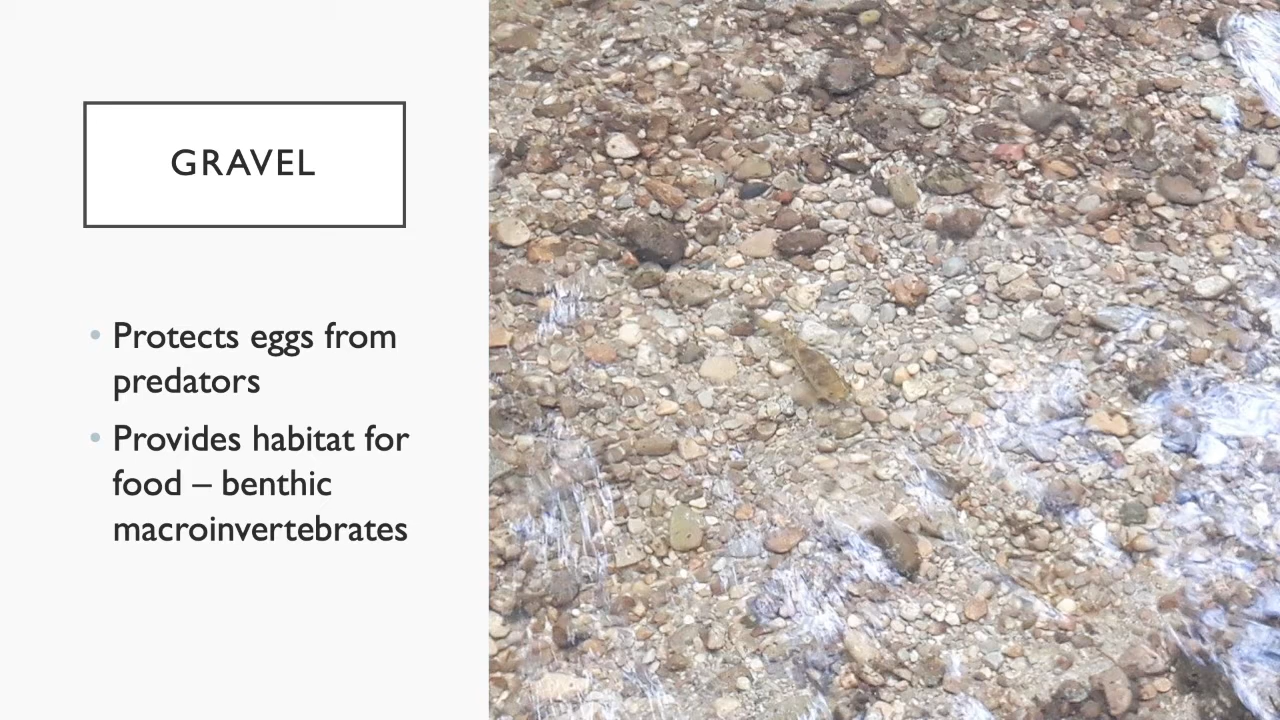 GRAVEL
• Protects eggs from
predators
• Provides habitat for
food – benthic
macroinvertebrates